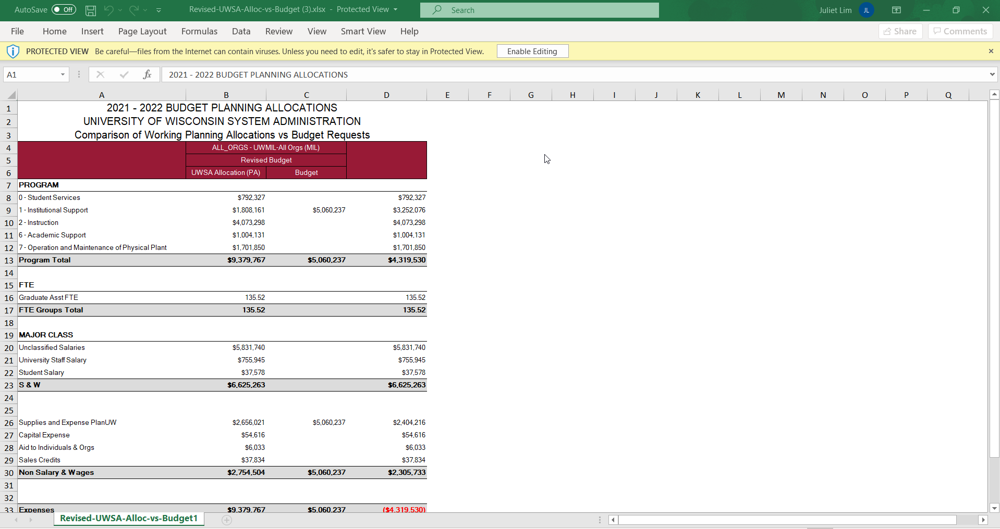 AutoSave Off Revised-UWSA-Alloc-vs-Budget (3).xlsx - Protected View Search Juliet Lim JL
File Home Insert Page Layout Formulas Data Review View Smart View Help Share Comments
PROTECTED VIEW Be careful—files from the Internet can contain viruses. Unless you need to edit, it's safer to stay in Protected View. Enable Editing
A1 fx 2021 - 2022 BUDGET PLANNING ALLOCATIONS
A B C D E F G H I J K L M N O P Q
1 2021 - 2022 BUDGET PLANNING ALLOCATIONS
2 UNIVERSITY OF WISCONSIN SYSTEM ADMINISTRATION
3 Comparison of Working Planning Allocations vs Budget Requests
4 ALL_ORGS - UWMIL-All Orgs (MIL)
5 Revised Budget
6 UWSA Allocation (PA) Budget
7 PROGRAM
8 0 - Student Services $792,327 $792,327
9 1 - Institutional Support $1,808,161 $5,060,237 $3,252,076
10 2 - Instruction $4,073,298 $4,073,298
11 6 - Academic Support $1,004,131 $1,004,131
12 7 - Operation and Maintenance of Physical Plant $1,701,850 $1,701,850
13 Program Total $9,379,767 $5,060,237 $4,319,530
14
15 FTE
16 Graduate Asst FTE 135.52 135.52
17 FTE Groups Total 135.52 135.52
18
19 MAJOR CLASS
20 Unclassified Salaries $5,831,740 $5,831,740
21 University Staff Salary $755,945 $755,945
22 Student Salary $37,578 $37,578
23 S & W $6,625,263 $6,625,263
24
25
26 Supplies and Expense PlanUW $2,656,021 $5,060,237 $2,404,216
27 Capital Expense $54,616 $54,616
28 Aid to Individuals & Orgs $6,033 $6,033
29 Sales Credits $37,834 $37,834
30 Non Salary & Wages $2,754,504 $5,060,237 $2,305,733
31
32
33 Expenses $9,379,767 $5,060,237 ($4,319,530)
Revised-UWSA-Alloc-vs-Budget1